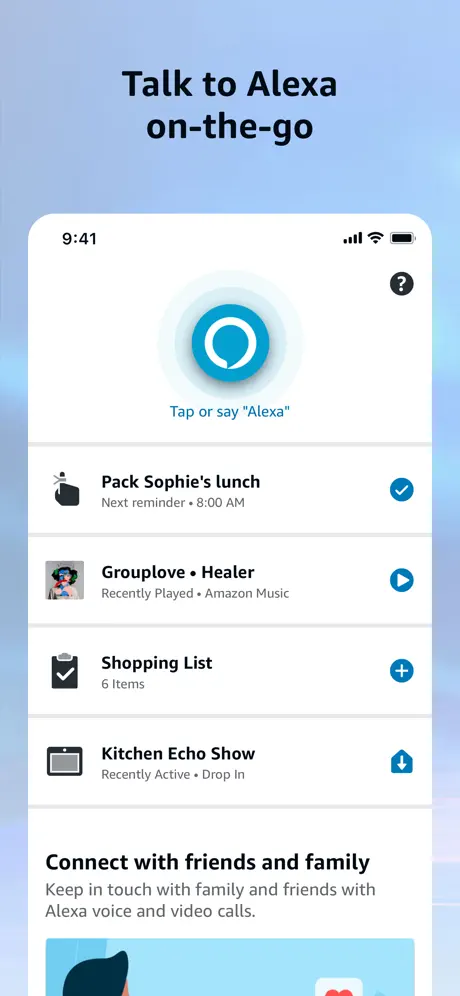 Talk to Alexa
on-the-go
9:41
?
Tap or say "Alexa"
Pack Sophie's lunch
Next reminder • 8:00 AM
Grouplove • Healer
Recently Played • Amazon Music
Shopping List
6 Items
Kitchen Echo Show
Recently Active • Drop In
Connect with friends and family
Keep in touch with family and friends with
Alexa voice and video calls.